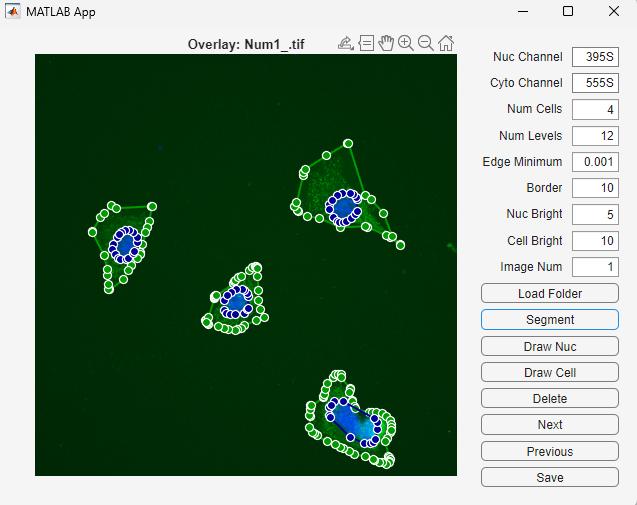 MATLAB App
Overlay: Num1_.tif
Nuc Channel 395S
Cyto Channel 555S
Num Cells 4
Num Levels 12
Edge Minimum 0.001
Border 10
Nuc Bright 5
Cell Bright 10
Image Num 1
Load Folder
Segment
Draw Nuc
Draw Cell
Delete
Next
Previous
Save